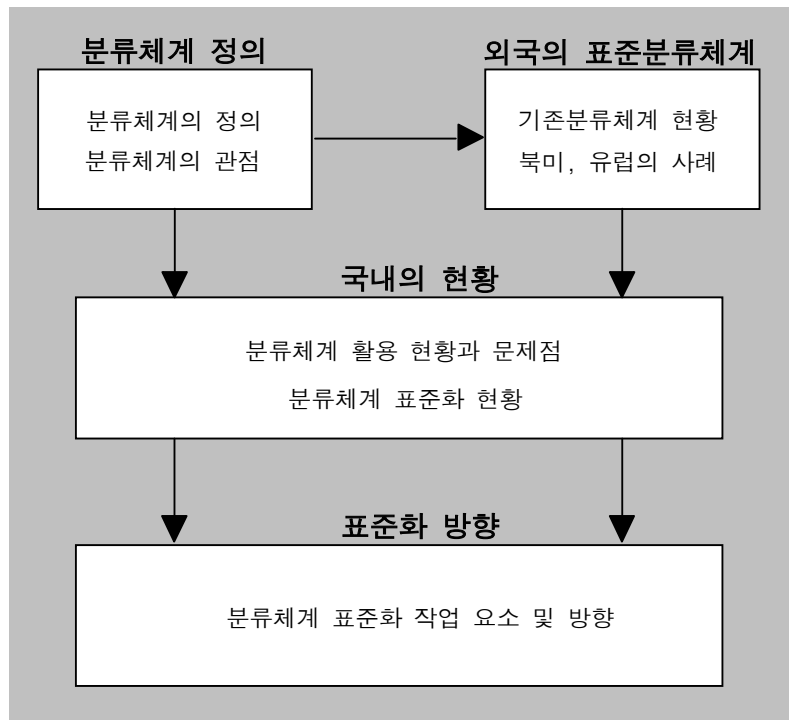 분류체계 정의
분류체계의 정의
분류체계의 관점
외국의 표준분류체계
기존분류체계 현황
북미, 유럽의 사례
국내의 현황
분류체계 활용 현황과 문제점
분류체계 표준화 현황
표준화 방향
분류체계 표준화 작업 요소 및 방향